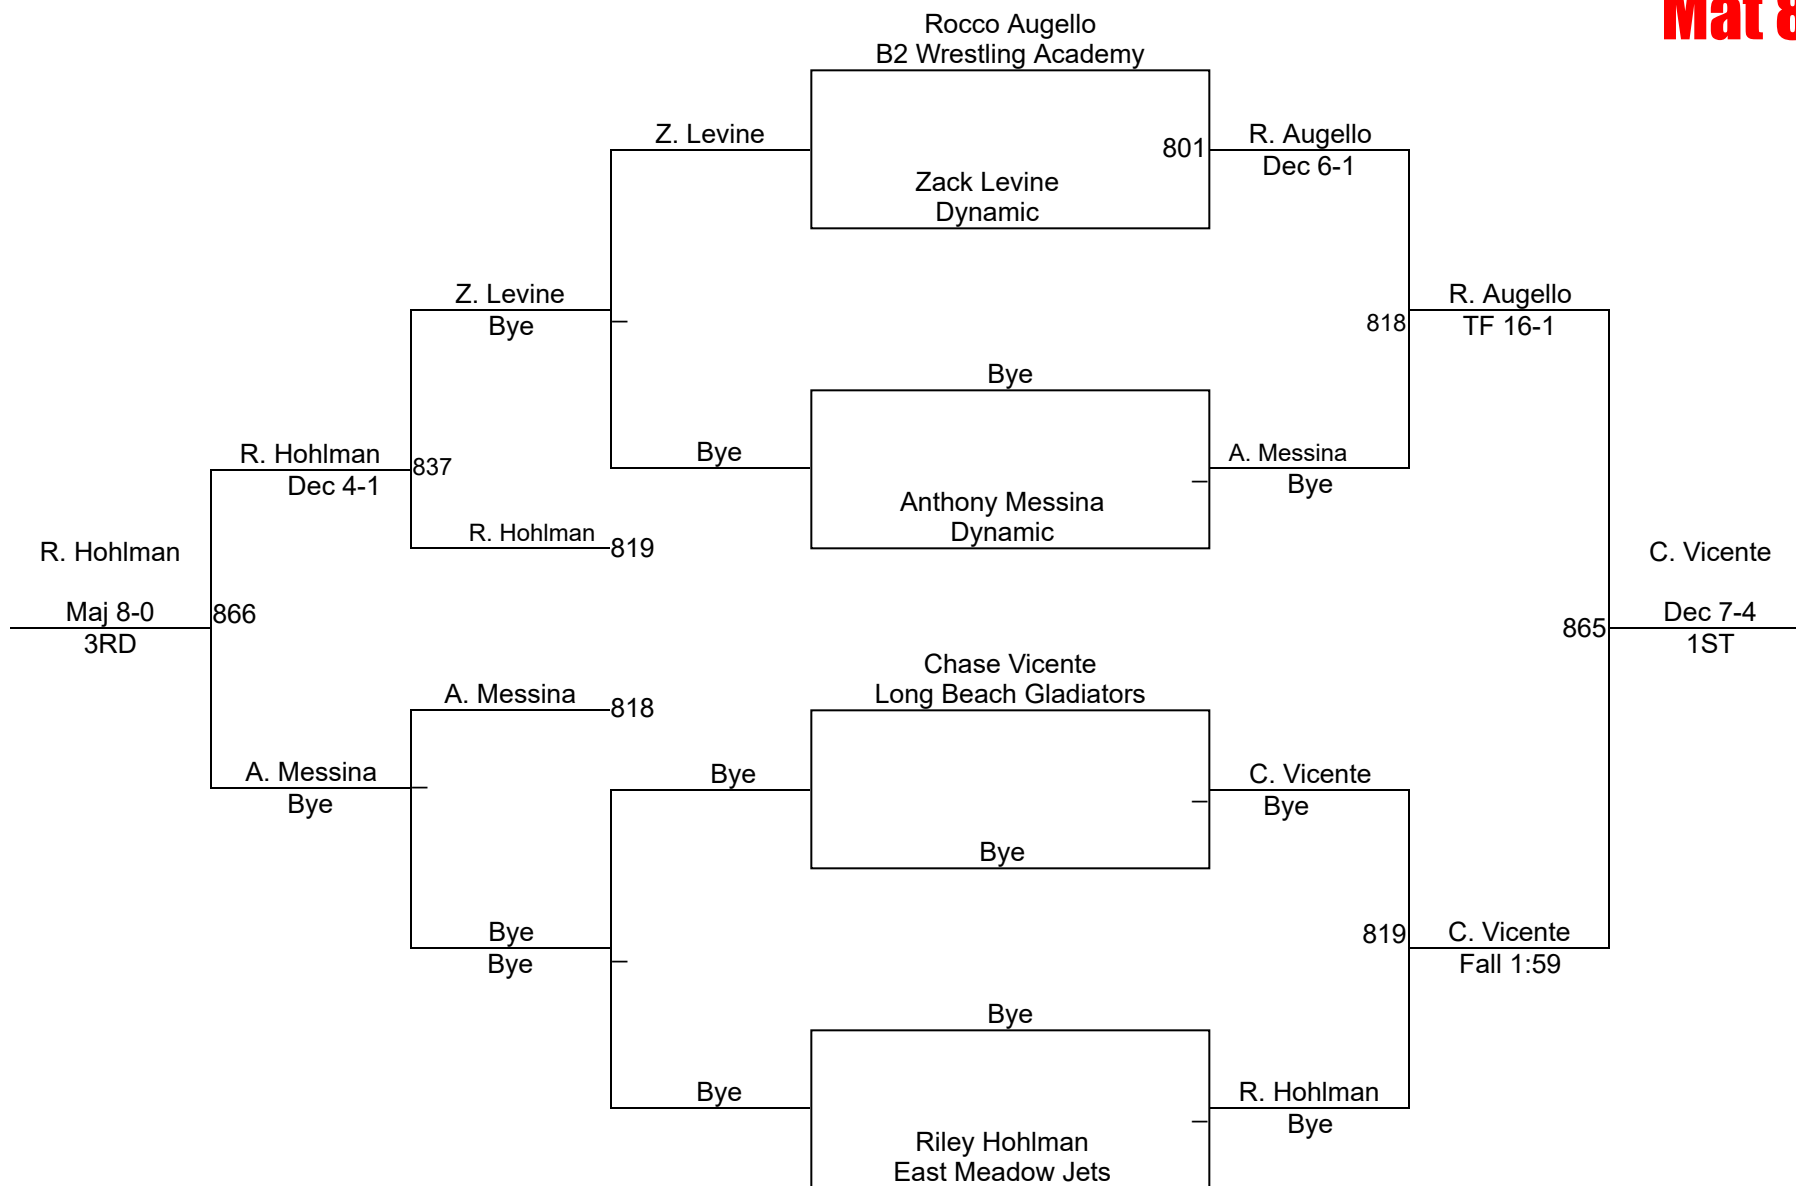 Mat 8
Rocco Augello
B2 Wrestling Academy
Z. Levine
801
R. Augello
Dec 6-1
Zack Levine
Dynamic
Z. Levine
Bye
R. Augello
TF 16-1
818
Bye
R. Hohlman
Dec 4-1
837
Bye
A. Messina
Bye
Anthony Messina
Dynamic
R. Hohlman
819
R. Hohlman
C. Vicente
Maj 8-0
3RD
866
865
Dec 7-4
1ST
Chase Vicente
Long Beach Gladiators
A. Messina
818
A. Messina
Bye
Bye
C. Vicente
Bye
Bye
Bye
Bye
819
C. Vicente
Fall 1:59
Bye
Bye
R. Hohlman
Bye
Riley Hohlman
East Meadow Jets